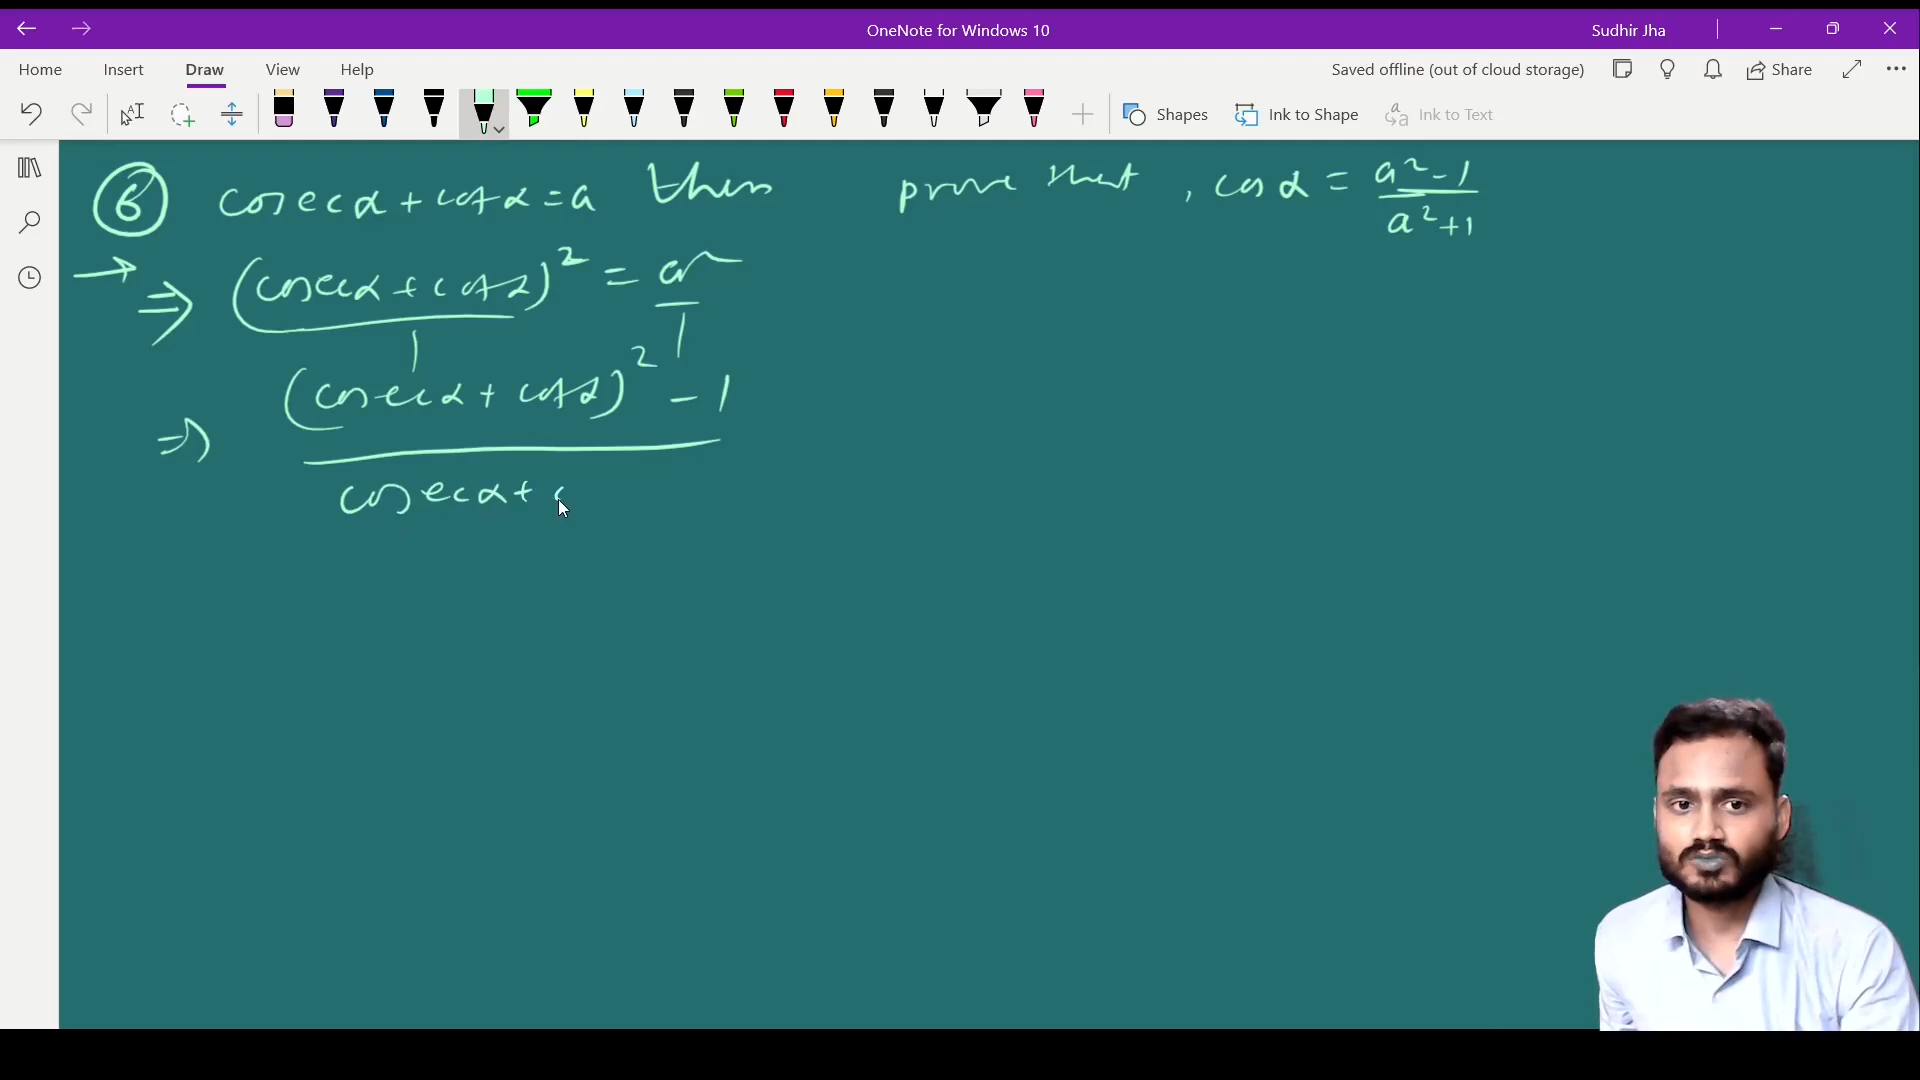 OneNote for Windows 10
Sudhir Jha
Home Insert Draw View Help
Saved offline (out of cloud storage) Share
Shapes Ink to Shape Ink to Text
⑥ cosecα + cotα = a then prove that , cosα = (a²-1)/(a²+1)
→
⇒ (cosecα + cotα)² / 1 = a² / 1
⇒ (cosecα + cotα)² - 1
cosecα + c